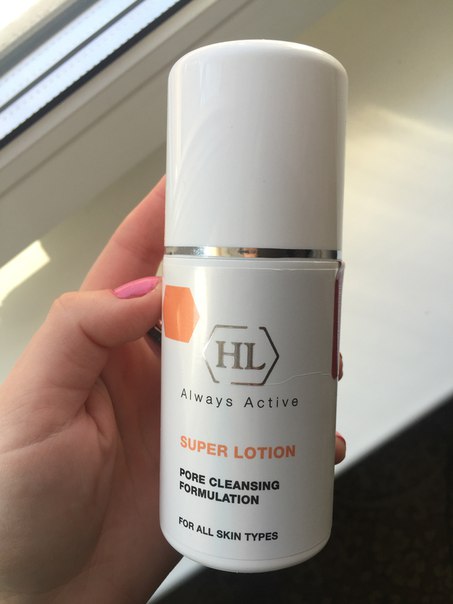 HL
Always Active
SUPER LOTION
PORE CLEANSING
FORMULATION
FOR ALL SKIN TYPES